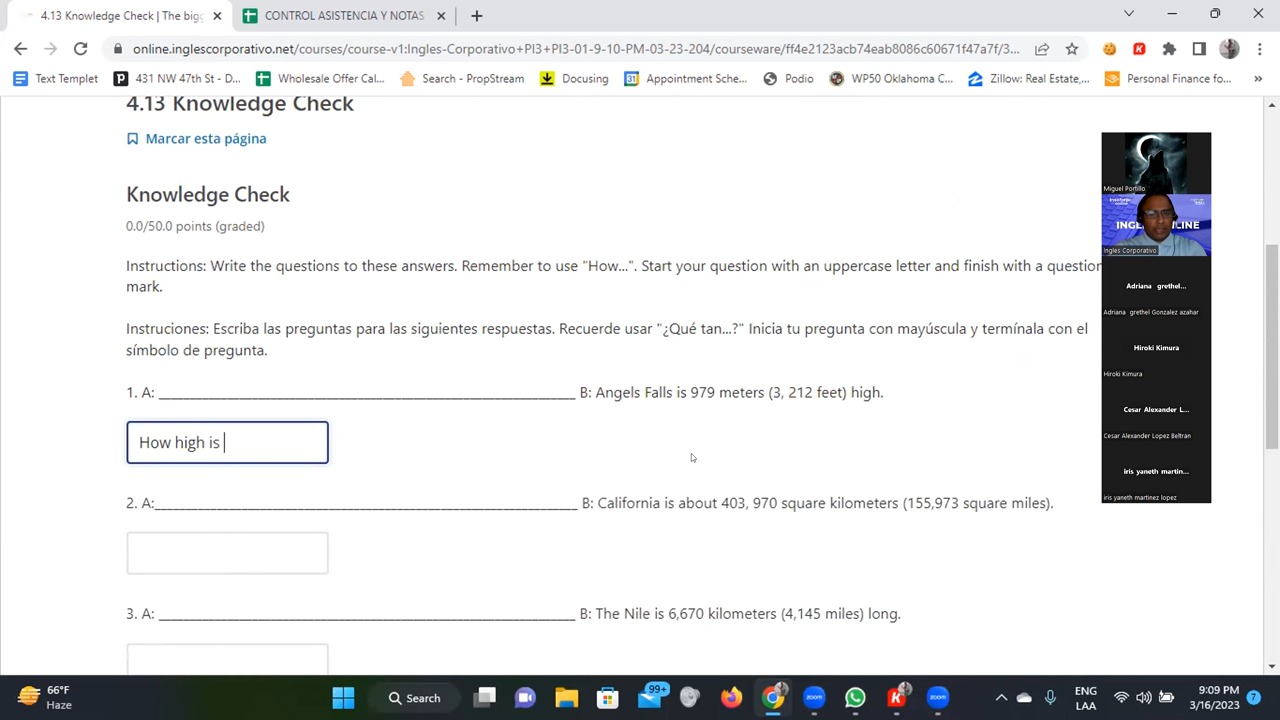 4.13 Knowledge Check | The bigg
CONTROL ASISTENCIA Y NOTAS
online.inglescorporativo.net/courses/course-v1:Ingles-Corporativo+PI3+PI3-01-9-10-PM-03-23-204/courseware/ff4e2123acb74eab8086c60671f47a7f/3...
Text Templet
431 NW 47th St - D...
Wholesale Offer Cal...
Search - PropStream
Docusing
Appointment Sche...
Podio
WP50 Oklahoma C...
Zillow: Real Estate,...
Personal Finance fo...
4.13 Knowledge Check
Marcar esta página
Knowledge Check
0.0/50.0 points (graded)
Instructions: Write the questions to these answers. Remember to use "How...". Start your question with an uppercase letter and finish with a question
mark.
Instruciones: Escriba las preguntas para las siguientes respuestas. Recuerde usar "¿Qué tan...?" Inicia tu pregunta con mayúscula y termínala con el
símbolo de pregunta.
1. A: ____________________ B: Angels Falls is 979 meters (3, 212 feet) high.
How high is
2. A:____________________ B: California is about 403, 970 square kilometers (155,973 square miles).
3. A: ____________________ B: The Nile is 6,670 kilometers (4,145 miles) long.
Miguel Portillo
INGL
NLINE
Ingles Corporativo
Adriana grethel...
Adriana grethel Gonzalez azahar
Hiroki Kimura
Hiroki Kimura
Cesar Alexander L...
Cesar Alexander Lopez Beltran
iris yaneth martin...
iris yaneth martinez lopez
66°F
Haze
Search
99+
ENG
LAA
9:09 PM
3/16/2023
7